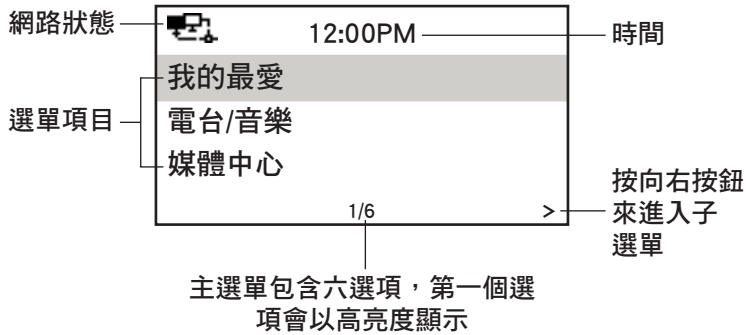 網路狀態
12:00PM
時間
我的最愛
選單項目
電台/音樂
媒體中心
1/6
>
按向右按鈕
來進入子
選單
主選單包含六選項，第一個選
項會以高亮度顯示